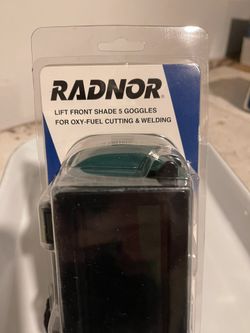 RADNOR®
LIFT FRONT SHADE 5 GOGGLES
FOR OXY-FUEL CUTTING & WELDING